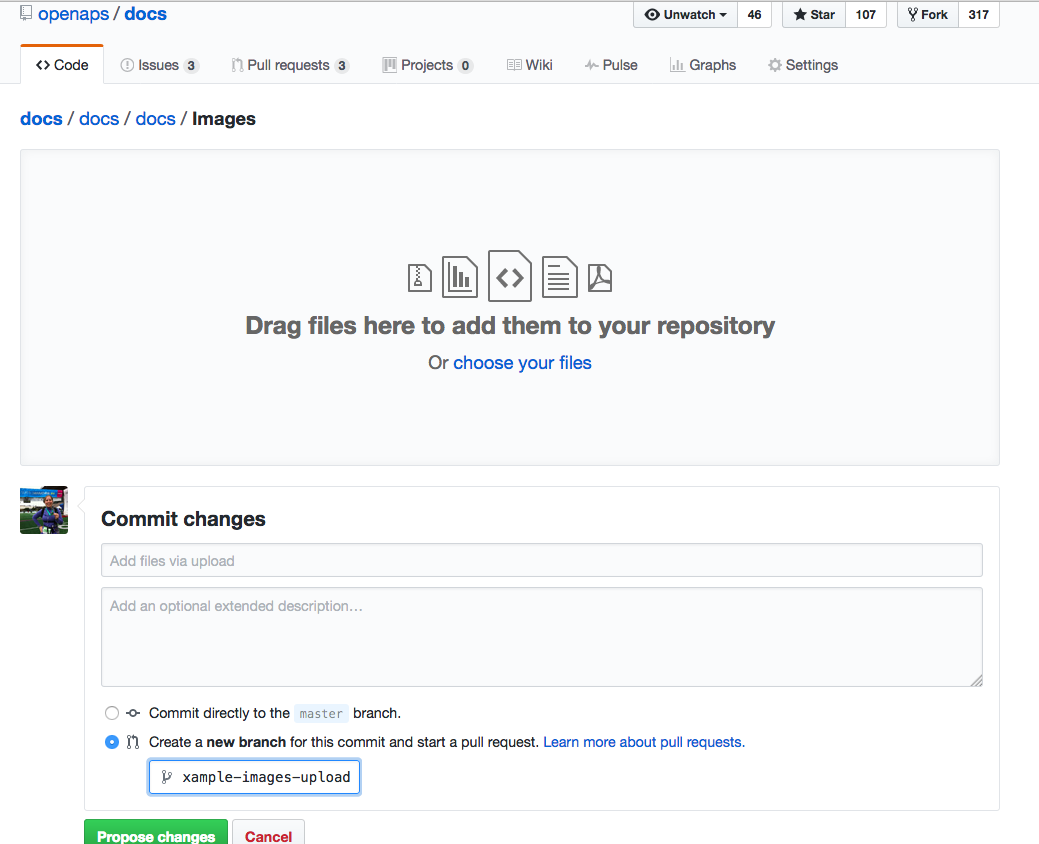 openaps / docs Unwatch 46 Star 107 Fork 317
Code Issues 3 Pull requests 3 Projects 0 Wiki Pulse Graphs Settings
docs / docs / docs / Images
Drag files here to add them to your repository
Or choose your files
Commit changes
Add files via upload
Add an optional extended description…
Commit directly to the master branch.
Create a new branch for this commit and start a pull request. Learn more about pull requests.
xample-images-upload
Propose changes Cancel